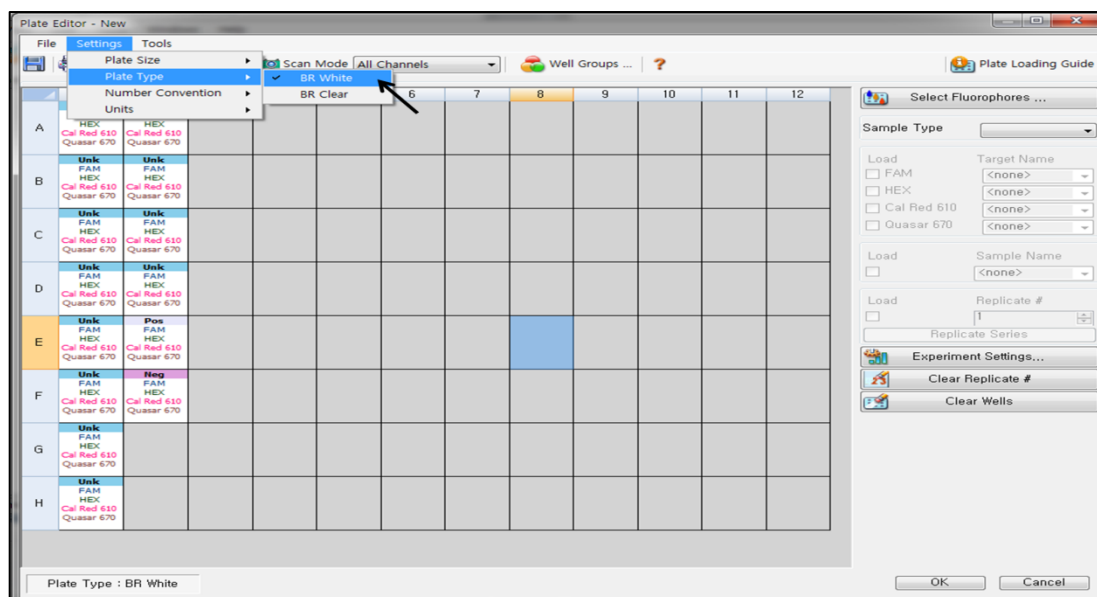 Plate Editor - New
File Settings Tools
Scan Mode All Channels Well Groups ... ? Plate Loading Guide
Plate Size
Plate Type
Number Convention
Units
BR White
BR Clear
6 7 8 9 10 11 12
A
HEX HEX
Cal Red 610 Cal Red 610
Quasar 670 Quasar 670
B
Unk Unk
FAM FAM
HEX HEX
Cal Red 610 Cal Red 610
Quasar 670 Quasar 670
C
Unk Unk
FAM FAM
HEX HEX
Cal Red 610 Cal Red 610
Quasar 670 Quasar 670
D
Unk Unk
FAM FAM
HEX HEX
Cal Red 610 Cal Red 610
Quasar 670 Quasar 670
E
Unk Pos
FAM FAM
HEX HEX
Cal Red 610 Cal Red 610
Quasar 670 Quasar 670
F
Unk Neg
FAM FAM
HEX HEX
Cal Red 610 Cal Red 610
Quasar 670 Quasar 670
G
Unk
FAM
HEX
Cal Red 610
Quasar 670
H
Unk
FAM
HEX
Cal Red 610
Quasar 670
Select Fluorophores ...
Sample Type
Load Target Name
FAM <none>
HEX <none>
Cal Red 610 <none>
Quasar 670 <none>
Load Sample Name
<none>
Load Replicate #
1
Replicate Series
Experiment Settings...
Clear Replicate #
Clear Wells
Plate Type : BR White
OK Cancel